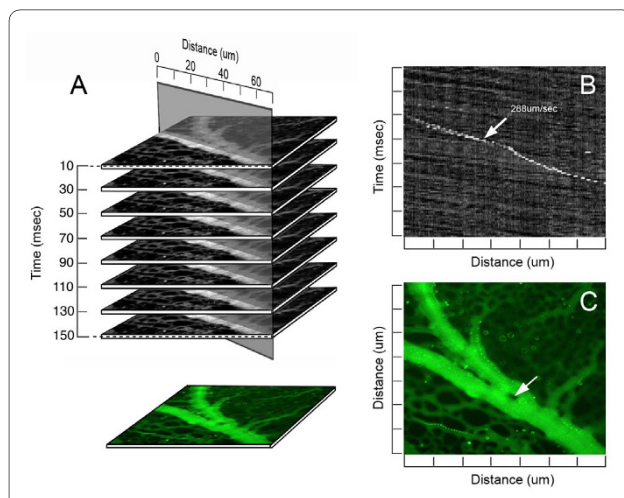 A
Distance (um)
0 20 40 60
Time (msec)
10
30
50
70
90
110
130
150
B
288um/sec
Time (msec)
Distance (um)
C
Distance (um)
Distance (um)